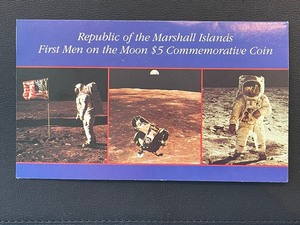 Republic of the Marshall Islands
First Men on the Moon $5 Commemorative Coin